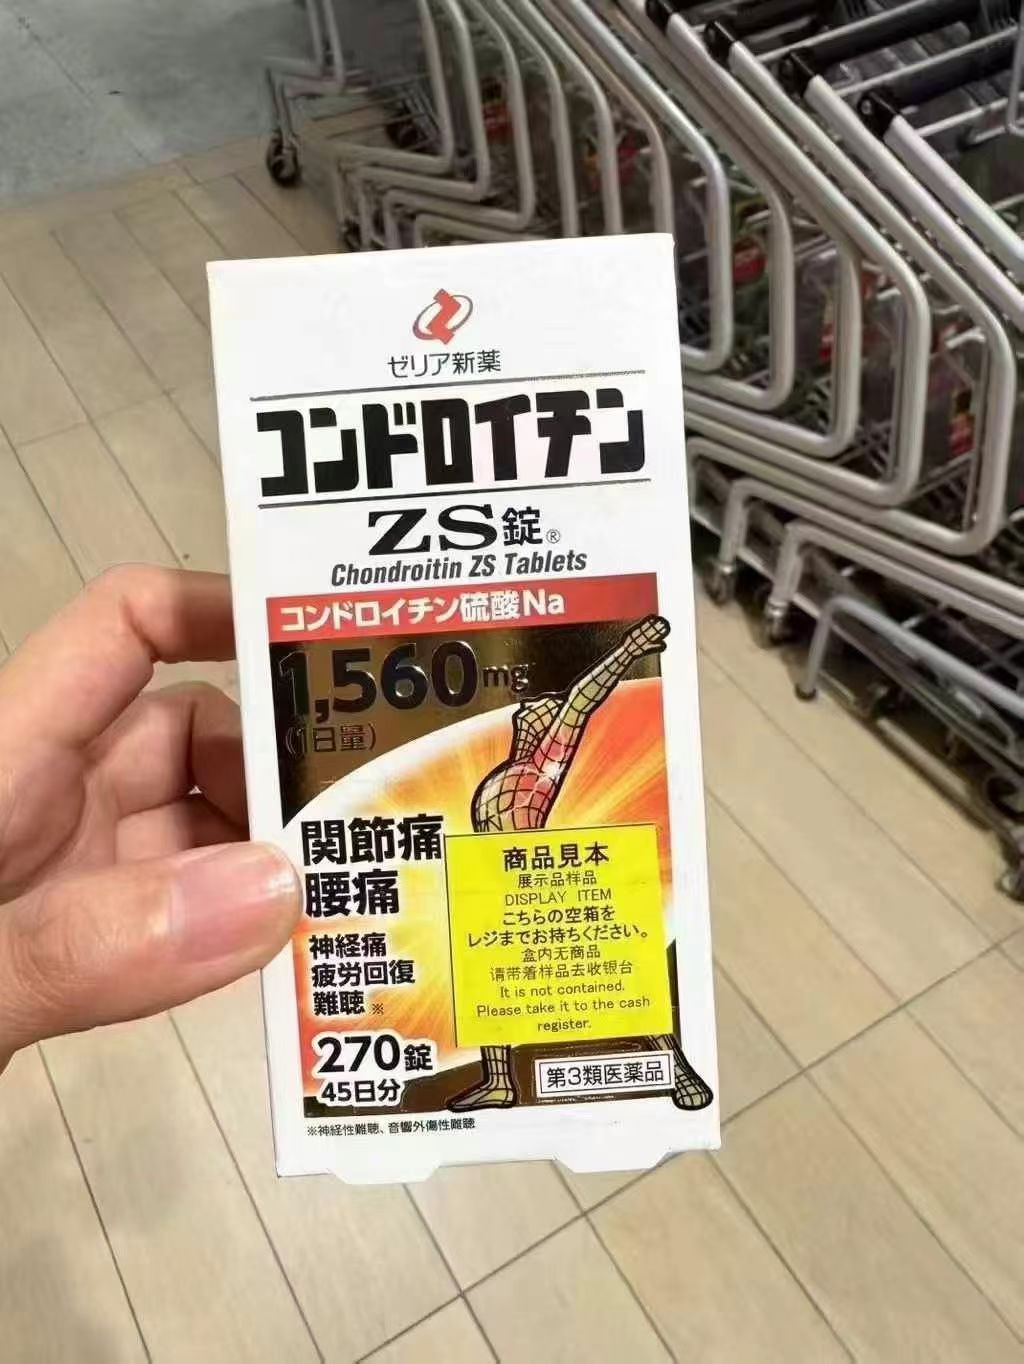 ゼリア新薬
コンドロイチン
ZS錠®
Chondroitin ZS Tablets
コンドロイチン硫酸Na
1,560mg
(1日量)
関節痛
腰痛
神経痛
疲労回復
難聴※
270錠
45日分
商品見本
展示品样品
DISPLAY ITEM
こちらの空箱を
レジまでお持ちください。
盒内无商品
请带着样品去收银台
It is not contained.
Please take it to the cash
register.
第3類医薬品
※神経性難聴、音響外傷性難聴